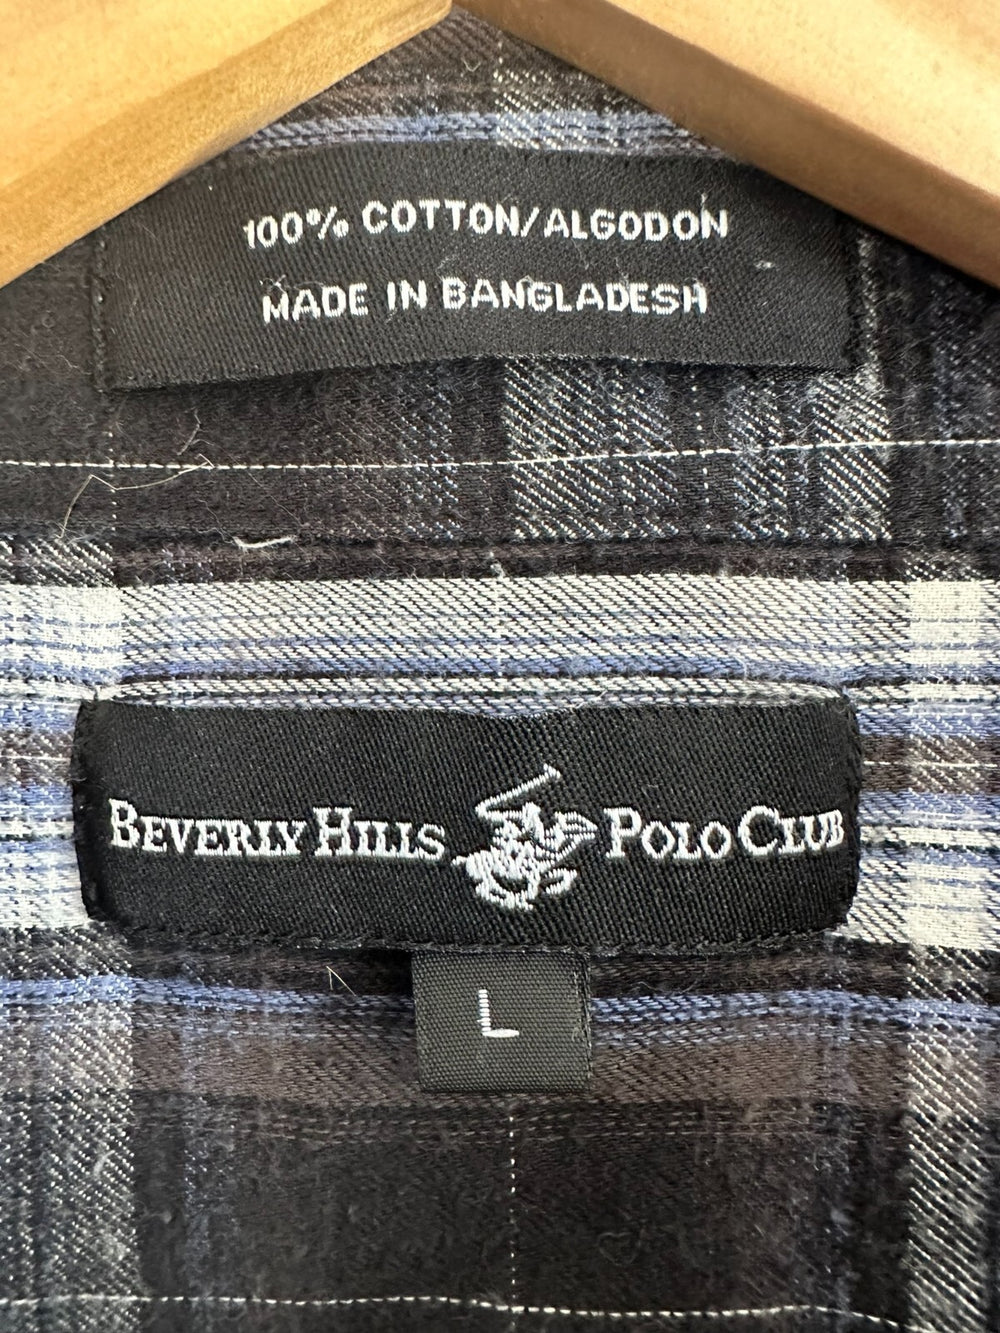 100% COTTON/ALGODON
MADE IN BANGLADESH
BEVERLY HILLS POLO CLUB
L